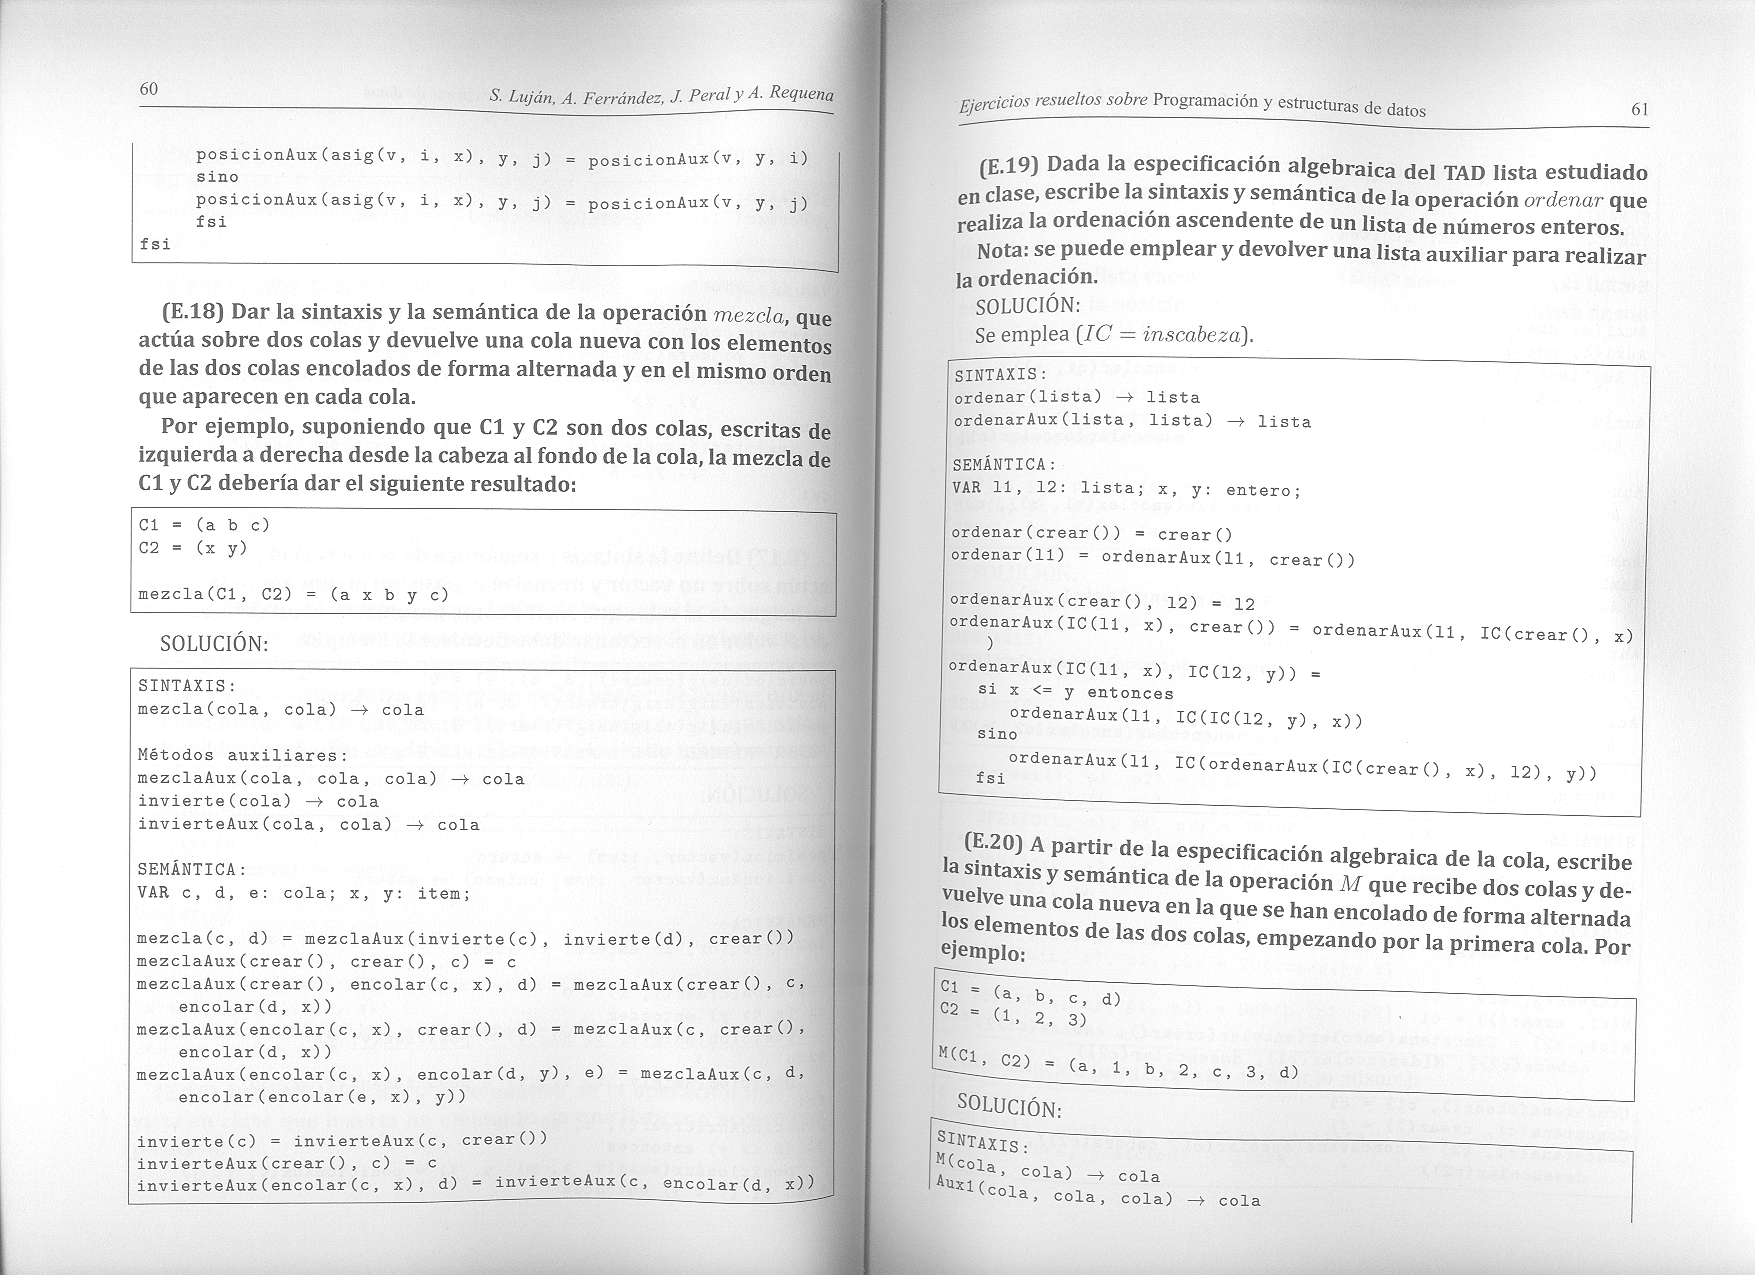 60
S. Luján, A. Ferrández, J. Peral y A. Requena
posicionAux(asig(v, i, x), y, j) = posicionAux(v, y, i)
sino
posicionAux(asig(v, i, x), y, j) = posicionAux(v, y, j)
fsi
fsi
(E.18) Dar la sintaxis y la semántica de la operación mezcla, que
actúa sobre dos colas y devuelve una cola nueva con los elementos
de las dos colas encolados de forma alternada y en el mismo orden
que aparecen en cada cola.
Por ejemplo, suponiendo que C1 y C2 son dos colas, escritas de
izquierda a derecha desde la cabeza al fondo de la cola, la mezcla de
C1 y C2 debería dar el siguiente resultado:
C1 = (a b c)
C2 = (x y)
mezcla(C1, C2) = (a x b y c)
SOLUCIÓN:
SINTAXIS:
mezcla(cola, cola) → cola
Métodos auxiliares:
mezclaAux(cola, cola, cola) → cola
invierte(cola) → cola
invierteAux(cola, cola) → cola
SEMÁNTICA:
VAR c, d, e: cola; x, y: item;
mezcla(c, d) = mezclaAux(invierte(c), invierte(d), crear())
mezclaAux(crear(), crear(), c) = c
mezclaAux(crear(), encolar(c, x), d) = mezclaAux(crear(), c,
encolar(d, x))
mezclaAux(encolar(c, x), crear(), d) = mezclaAux(c, crear(),
encolar(d, x))
mezclaAux(encolar(c, x), encolar(d, y), e) = mezclaAux(c, d,
encolar(encolar(e, x), y))
invierte(c) = invierteAux(c, crear())
invierteAux(crear(), c) = c
invierteAux(encolar(c, x), d) = invierteAux(c, encolar(d, x))
Ejercicios resueltos sobre Programación y estructuras de datos
61
(E.19) Dada la especificación algebraica del TAD lista estudiado
en clase, escribe la sintaxis y semántica de la operación ordenar que
realiza la ordenación ascendente de un lista de números enteros.
Nota: se puede emplear y devolver una lista auxiliar para realizar
la ordenación.
SOLUCIÓN:
Se emplea (IC = inscabeza).
SINTAXIS:
ordenar(lista) → lista
ordenarAux(lista, lista) → lista
SEMÁNTICA:
VAR l1, l2: lista; x, y: entero;
ordenar(crear()) = crear()
ordenar(l1) = ordenarAux(l1, crear())
ordenarAux(crear(), l2) = l2
ordenarAux(IC(l1, x), crear()) = ordenarAux(l1, IC(crear(), x)
)
ordenarAux(IC(l1, x), IC(l2, y)) =
si x <= y entonces
ordenarAux(l1, IC(IC(l2, y), x))
sino
ordenarAux(l1, IC(ordenarAux(IC(crear(), x), l2), y))
fsi
(E.20) A partir de la especificación algebraica de la cola, escribe
la sintaxis y semántica de la operación M que recibe dos colas y de-
vuelve una cola nueva en la que se han encolado de forma alternada
los elementos de las dos colas, empezando por la primera cola. Por
ejemplo:
C1 = (a, b, c, d)
C2 = (1, 2, 3)
M(C1, C2) = (a, 1, b, 2, c, 3, d)
SOLUCIÓN:
SINTAXIS:
M(cola, cola) → cola
Aux1(cola, cola, cola) → cola